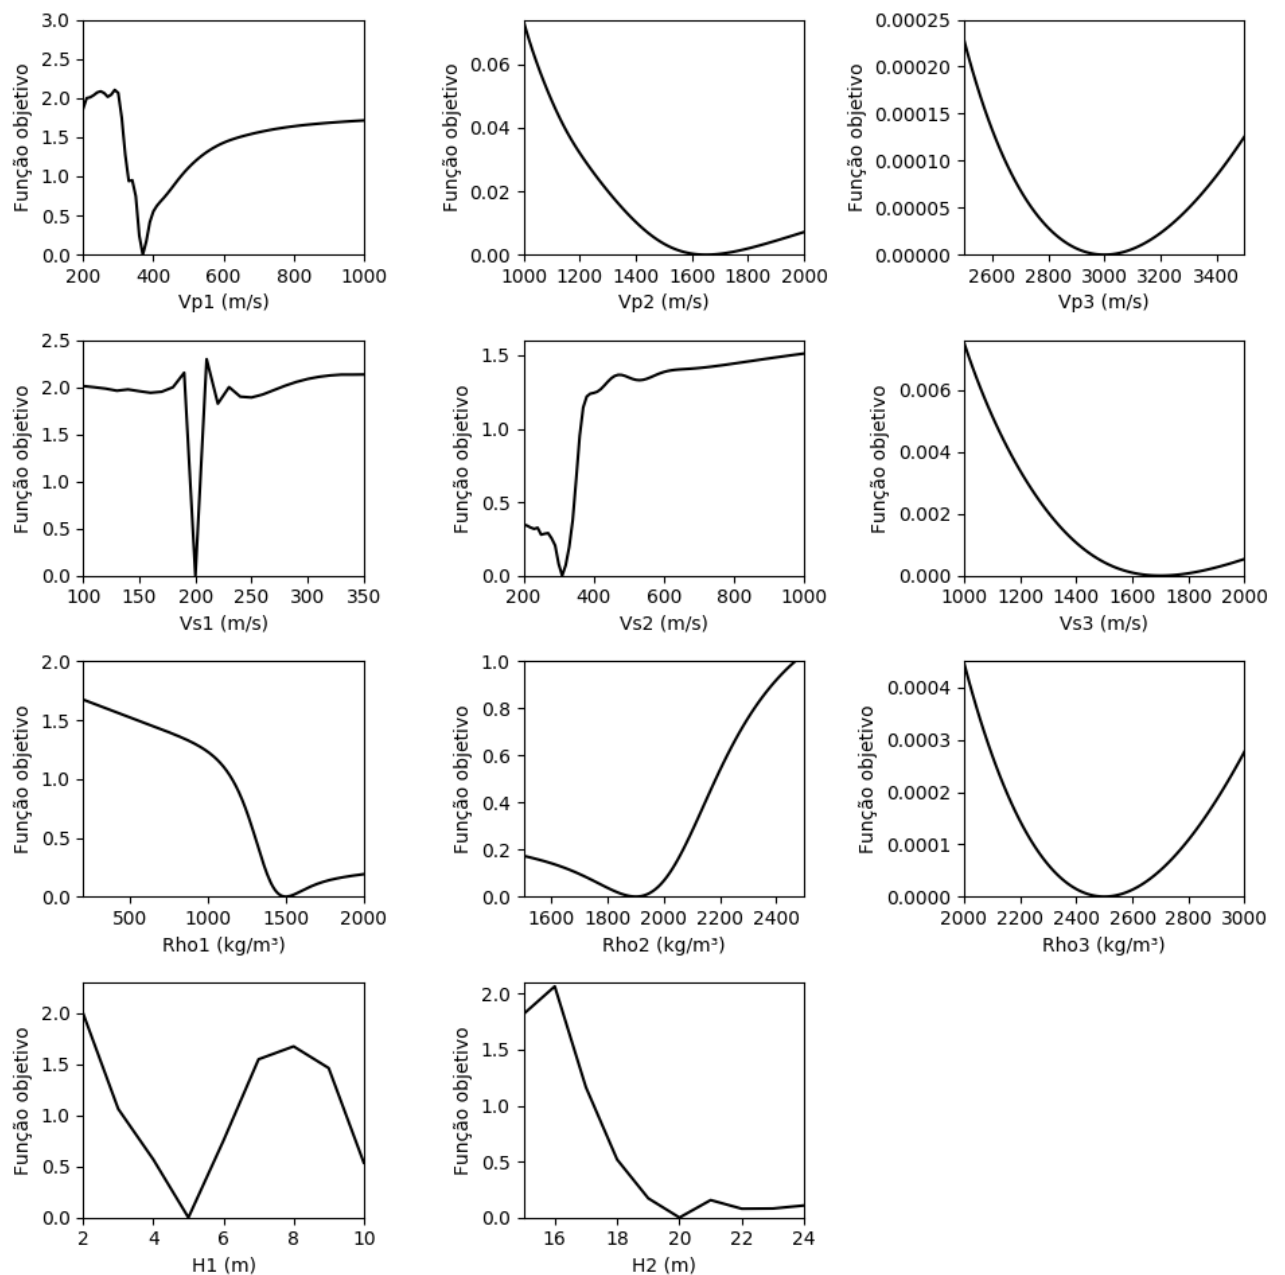 Função objetivo
3.0
2.5
2.0
1.5
1.0
0.5
0.0
200 400 600 800 1000
Vp1 (m/s)
Função objetivo
0.06
0.04
0.02
0.00
1000 1200 1400 1600 1800 2000
Vp2 (m/s)
Função objetivo
0.00025
0.00020
0.00015
0.00010
0.00005
0.00000
2600 2800 3000 3200 3400
Vp3 (m/s)
Função objetivo
2.5
2.0
1.5
1.0
0.5
0.0
100 150 200 250 300 350
Vs1 (m/s)
Função objetivo
1.5
1.0
0.5
0.0
200 400 600 800 1000
Vs2 (m/s)
Função objetivo
0.006
0.004
0.002
0.000
1000 1200 1400 1600 1800 2000
Vs3 (m/s)
Função objetivo
2.0
1.5
1.0
0.5
0.0
500 1000 1500 2000
Rho1 (kg/m³)
Função objetivo
1.0
0.8
0.6
0.4
0.2
0.0
1600 1800 2000 2200 2400
Rho2 (kg/m³)
Função objetivo
0.0004
0.0003
0.0002
0.0001
0.0000
2000 2200 2400 2600 2800 3000
Rho3 (kg/m³)
Função objetivo
2.0
1.5
1.0
0.5
0.0
2 4 6 8 10
H1 (m)
Função objetivo
2.0
1.5
1.0
0.5
0.0
16 18 20 22 24
H2 (m)